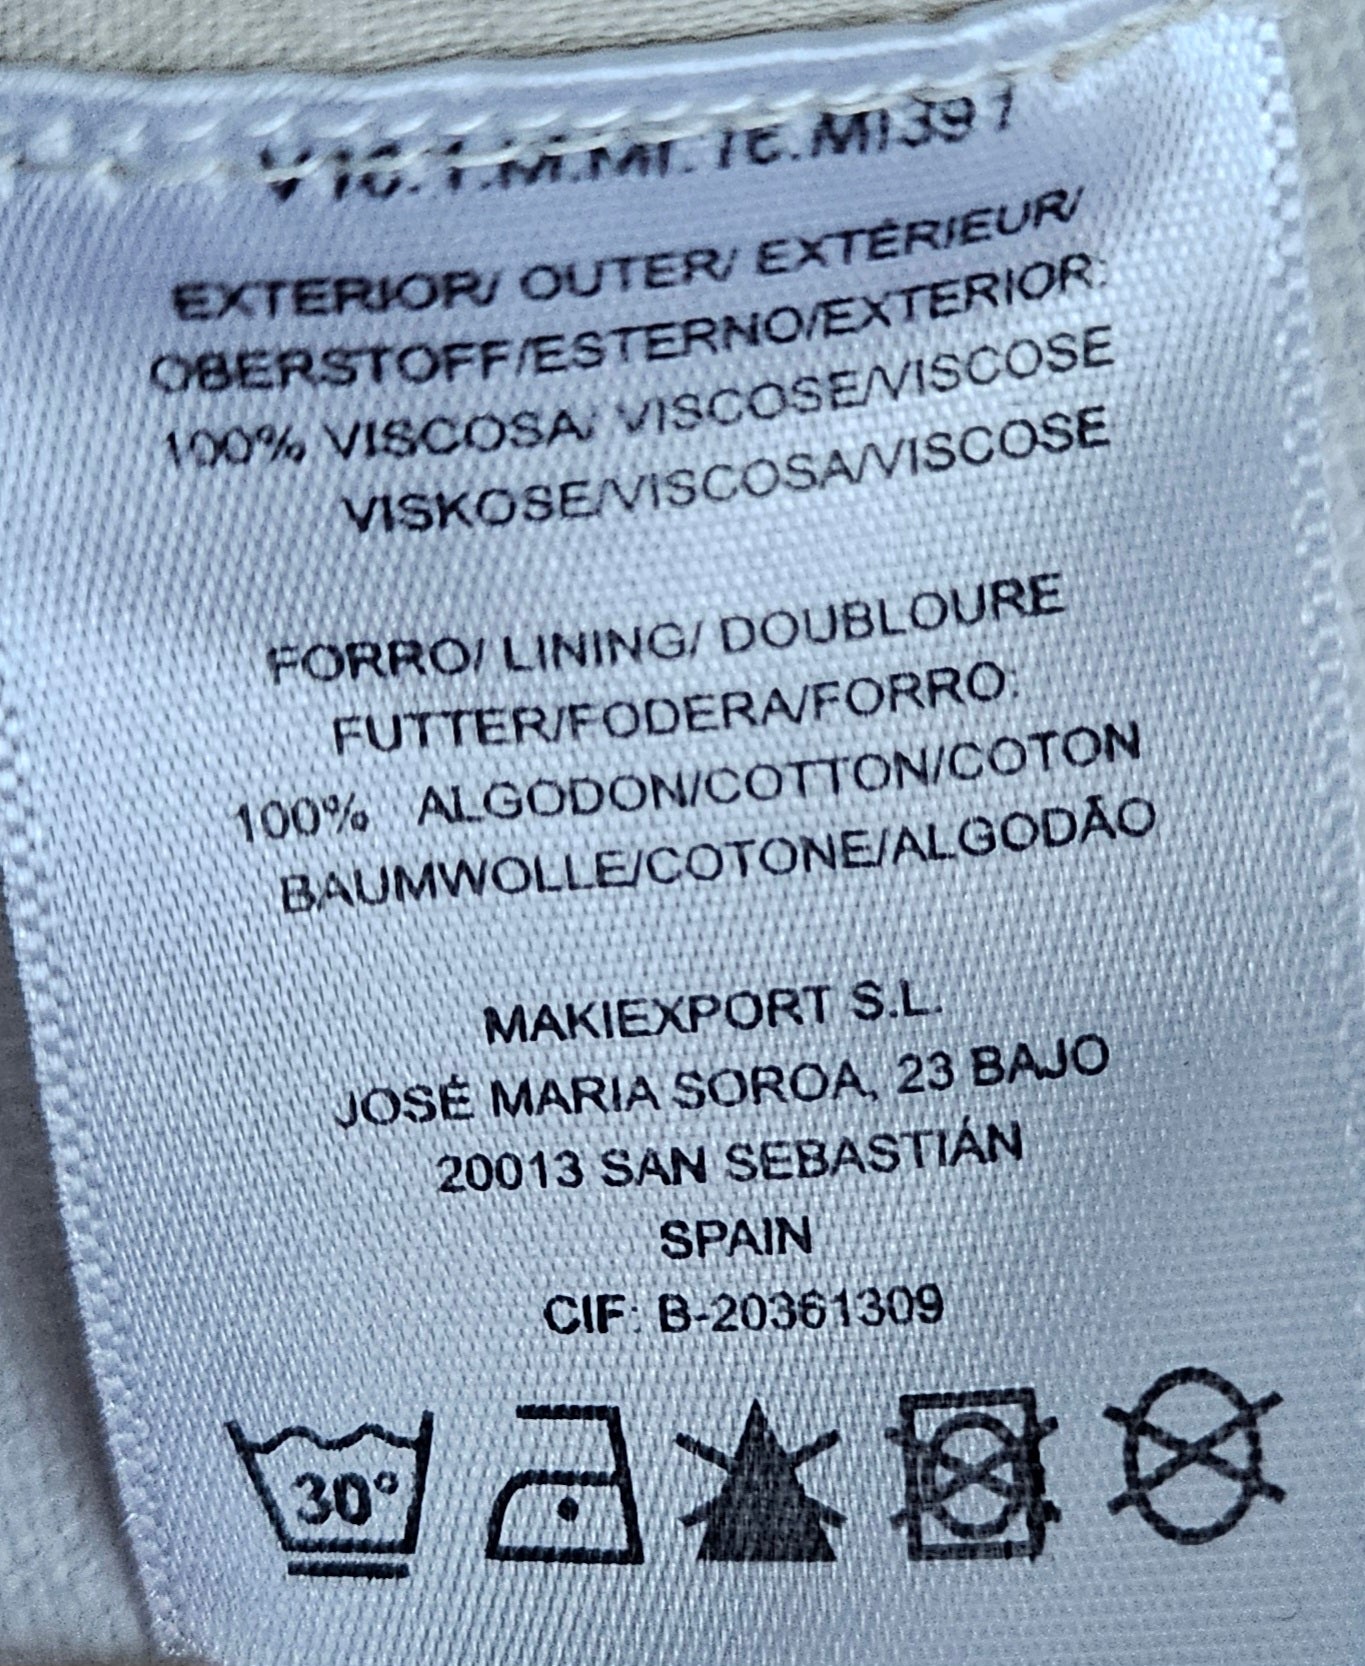 EXTERIOR/ OUTER/ EXTÉRIEUR/
OBERSTOFF/ESTERNO/EXTERIOR:
100% VISCOSA/ VISCOSE/VISCOSE
VISKOSE/VISCOSA/VISCOSE
FORRO/ LINING/ DOUBLOURE
FUTTER/FODERA/FORRO:
100% ALGODON/COTTON/COTON
BAUMWOLLE/COTONE/ALGODÃO
MAKIEXPORT S.L.
JOSÉ MARIA SOROA, 23 BAJO
20013 SAN SEBASTIÁN
SPAIN
CIF: B-20361309
30°